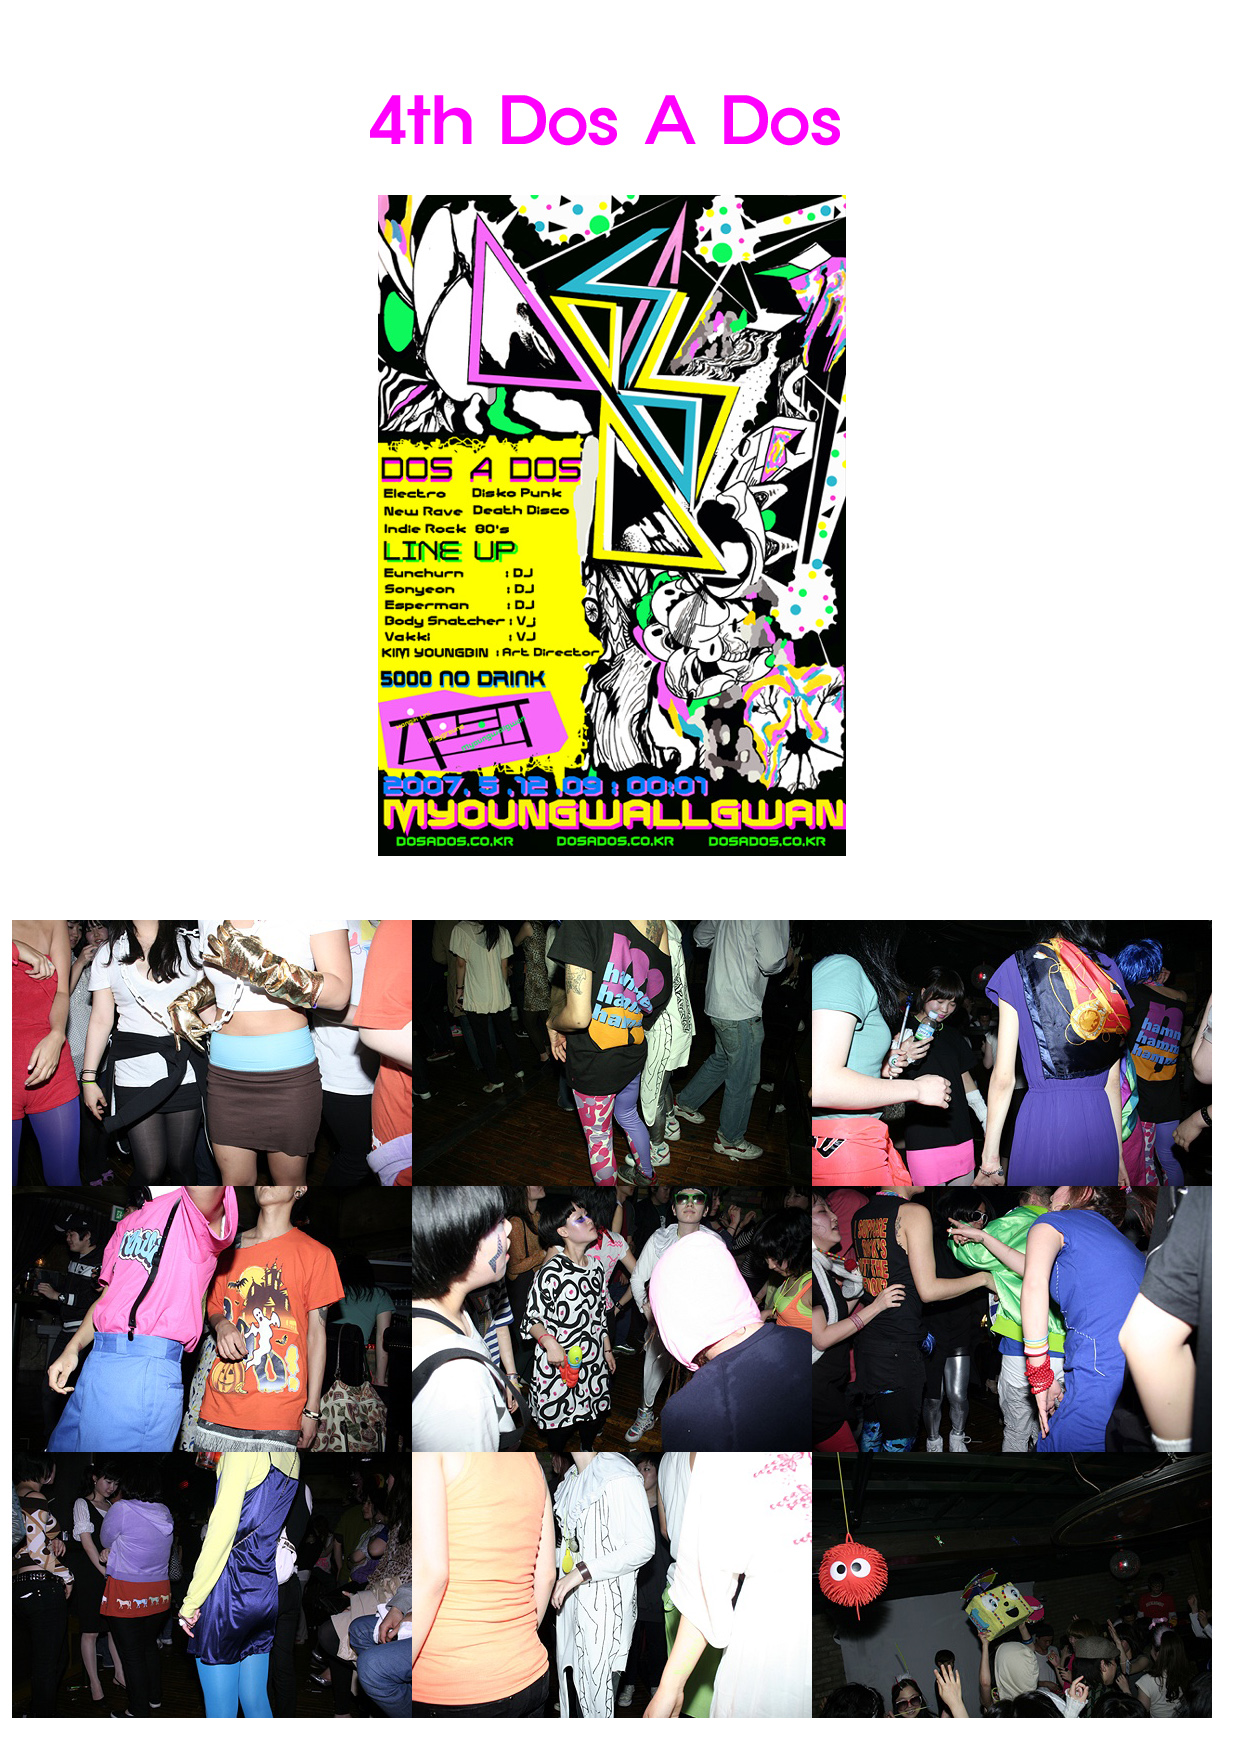 4th Dos A Dos
DOS A DOS
Electro Disko Punk
New Rave Death Disco
Indie Rock 80's
LINE UP
Eunchurn : DJ
Sonyeon : DJ
Esperman : DJ
Body Snatcher : Vj
Vakki : VJ
KIM YOUNGBIN : Art Director
5000 NO DRINK
2007. 5 .12 .09 : 00:01
MYOUNGWALLGWAN
DOSADOS.CO.KR DOSADOS.CO.KR DOSADOS.CO.KR